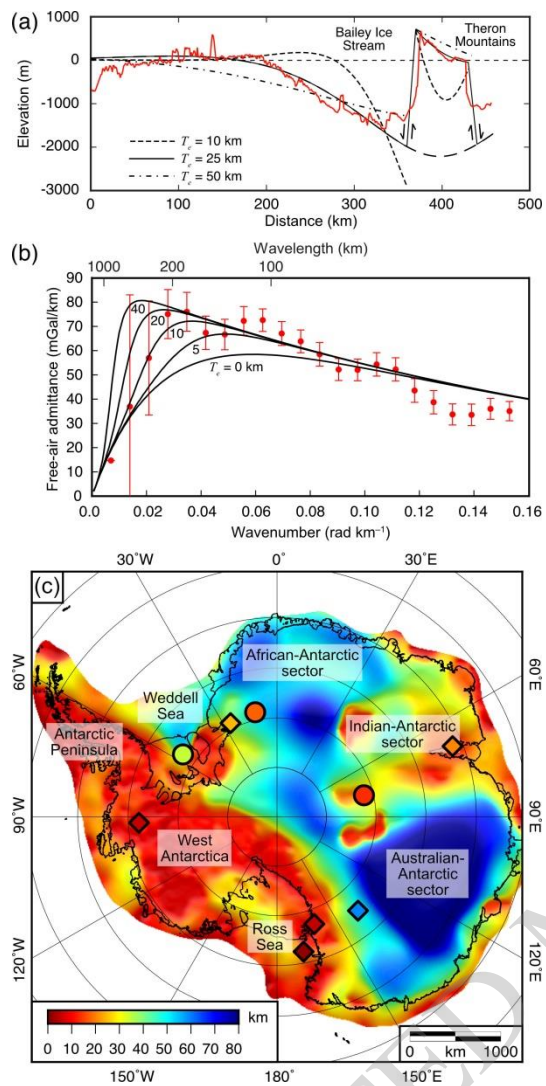 (a)
1000
0
-1000
-2000
-3000
Elevation (m)
Bailey Ice
Stream
Theron
Mountains
Te = 10 km
Te = 25 km
Te = 50 km
0 100 200 300 400 500
Distance (km)
(b)
Wavelength (km)
1000 200 100
90
80
70
60
50
40
30
20
10
0
Free-air admittance (mGal/km)
40
20
10
5
Te = 0 km
0.0 0.02 0.04 0.06 0.08 0.10 0.12 0.14 0.16
Wavenumber (rad km⁻¹)
(c)
30°W 0° 30°E
60°W
60°E
African-Antarctic
sector
Weddell
Sea
Antarctic
Peninsula
Indian-Antarctic
sector
90°W
90°E
West
Antarctica
Australian-
Antarctic
sector
Ross
Sea
120°W
120°E
km
0 10 20 30 40 50 60 70 80
km
0 1000
150°W 180° 150°E